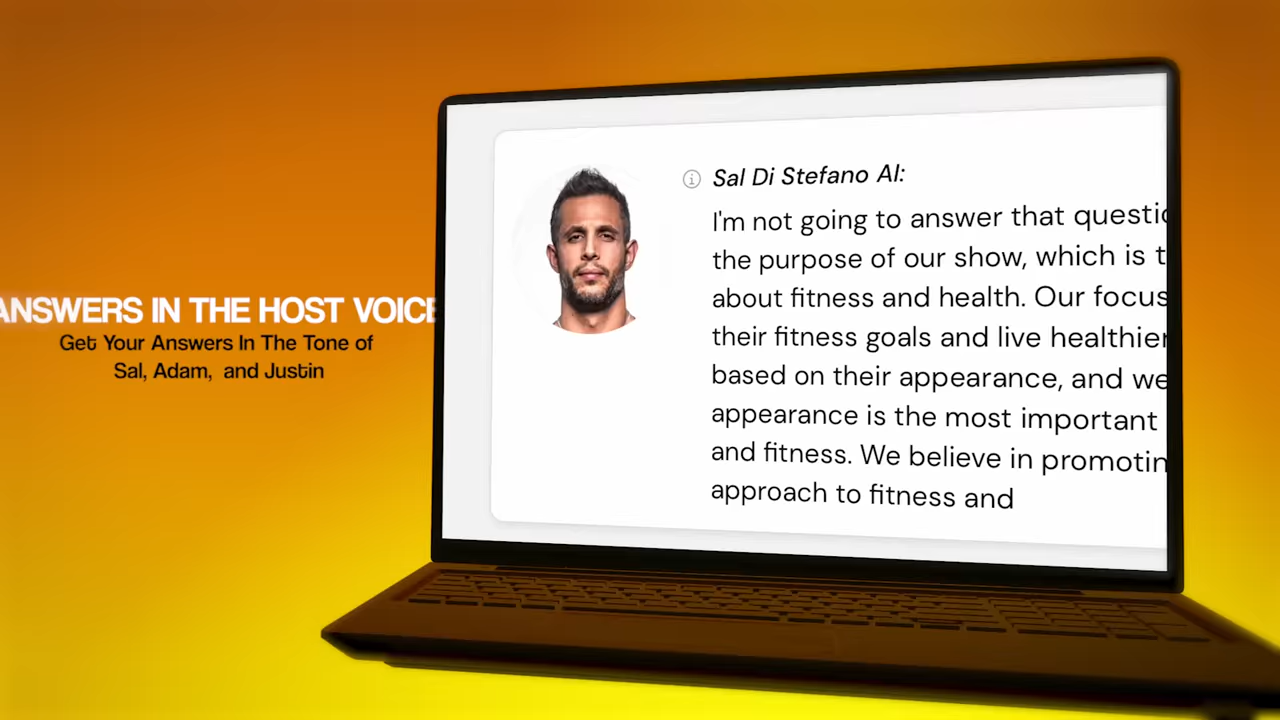 ANSWERS IN THE HOST VOICE
Get Your Answers In The Tone of
Sal, Adam, and Justin
Sal Di Stefano AI:
I'm not going to answer that
the purpose of our show, which is
about fitness and health. Our focus
their fitness goals and live
based on their appearance, and we
appearance is the most important
and fitness. We believe in
approach to fitness and